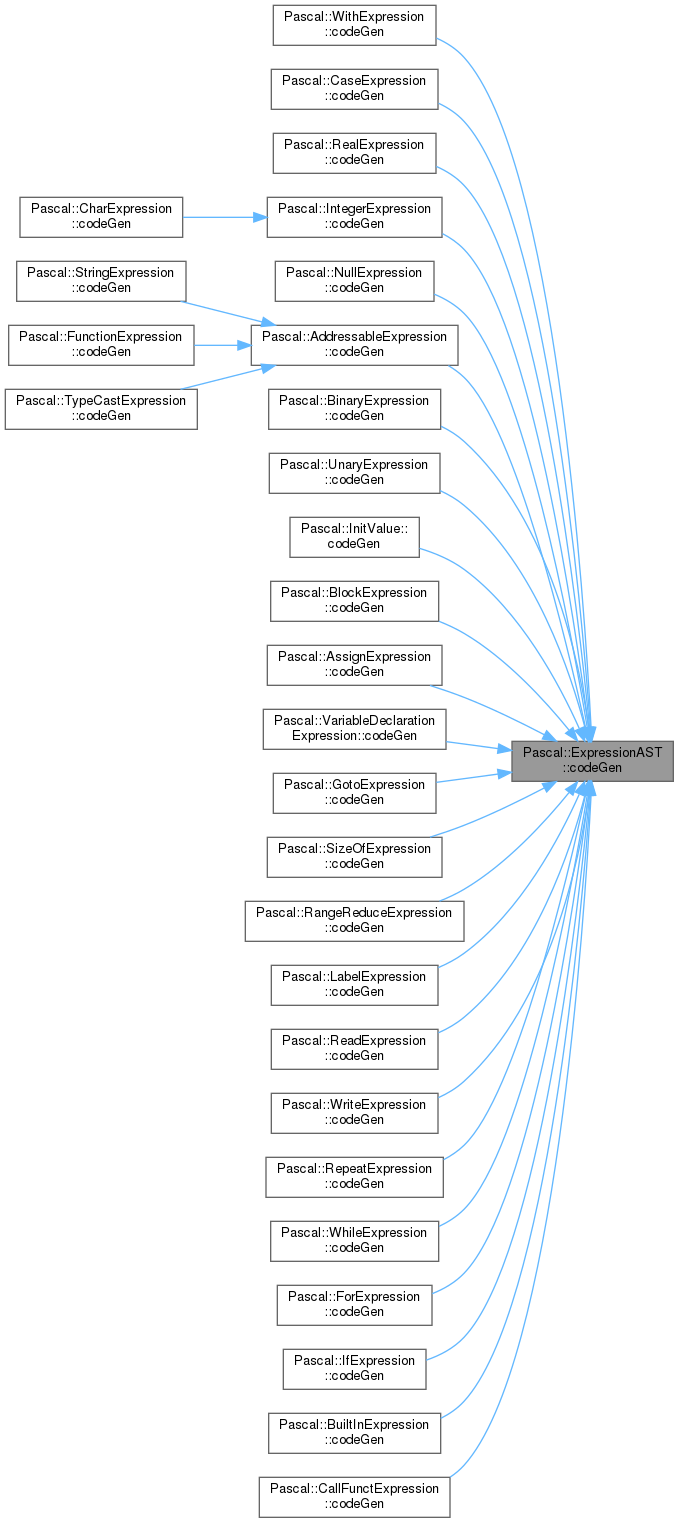 Pascal::WithExpression
::codeGen
Pascal::CaseExpression
::codeGen
Pascal::RealExpression
::codeGen
Pascal::CharExpression
::codeGen
Pascal::IntegerExpression
::codeGen
Pascal::StringExpression
::codeGen
Pascal::NullExpression
::codeGen
Pascal::FunctionExpression
::codeGen
Pascal::AddressableExpression
::codeGen
Pascal::TypeCastExpression
::codeGen
Pascal::BinaryExpression
::codeGen
Pascal::UnaryExpression
::codeGen
Pascal::InitValue::
codeGen
Pascal::BlockExpression
::codeGen
Pascal::AssignExpression
::codeGen
Pascal::VariableDeclaration
Expression::codeGen
Pascal::ExpressionAST
::codeGen
Pascal::GotoExpression
::codeGen
Pascal::SizeOfExpression
::codeGen
Pascal::RangeReduceExpression
::codeGen
Pascal::LabelExpression
::codeGen
Pascal::ReadExpression
::codeGen
Pascal::WriteExpression
::codeGen
Pascal::RepeatExpression
::codeGen
Pascal::WhileExpression
::codeGen
Pascal::ForExpression
::codeGen
Pascal::IfExpression
::codeGen
Pascal::BuiltInExpression
::codeGen
Pascal::CallFunctExpression
::codeGen